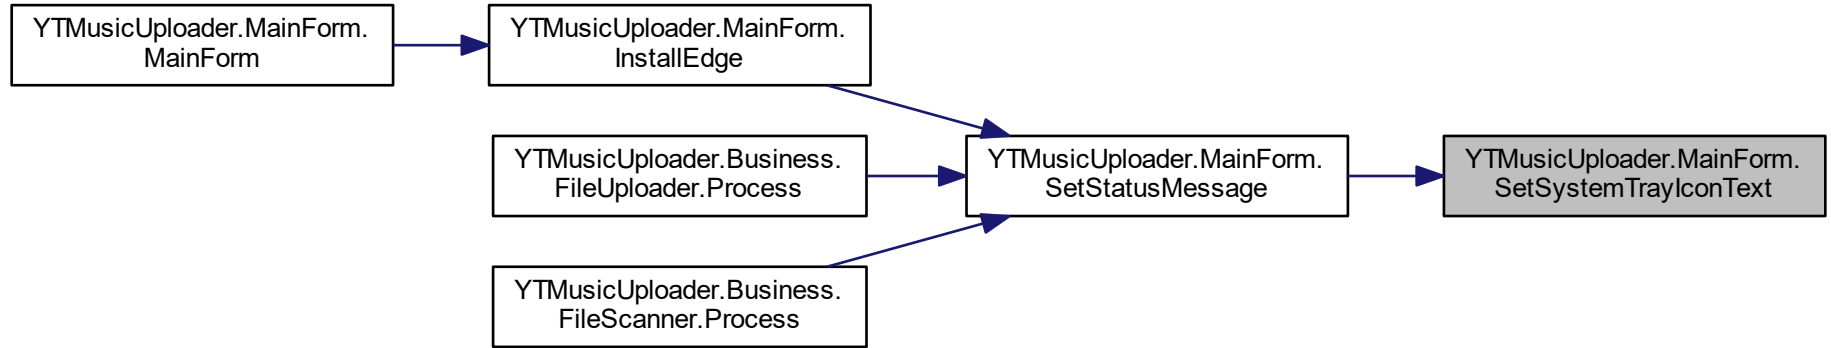 YTMusicUploader.MainForm.
MainForm
YTMusicUploader.MainForm.
InstallEdge
YTMusicUploader.Business.
FileUploader.Process
YTMusicUploader.Business.
FileScanner.Process
YTMusicUploader.MainForm.
SetStatusMessage
YTMusicUploader.MainForm.
SetSystemTrayIconText